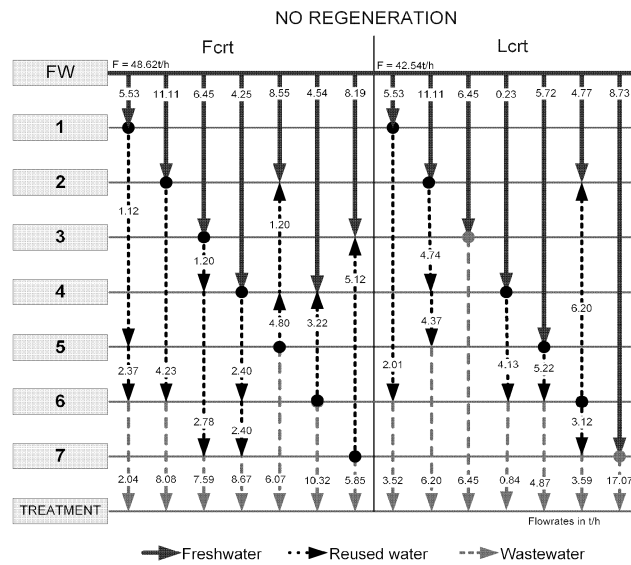 NO REGENERATION
Fcrt Lcrt
F = 48.62t/h F = 42.54t/h
FW
5.53 11.11 6.45 4.25 8.55 4.54 8.19 5.53 11.11 6.45 0.23 5.72 4.77 8.73
1
2
1.12 1.20
3
1.20 5.12 4.74
4
4.80 3.22 4.37 6.20
5
2.37 4.23 2.40 2.01 4.13 5.22
6
2.78 2.40 3.12
7
2.04 8.08 7.59 8.67 6.07 10.32 5.85 3.52 6.20 6.45 0.84 4.87 3.59 17.07
TREATMENT
Flowrates in t/h
Freshwater Reused water Wastewater